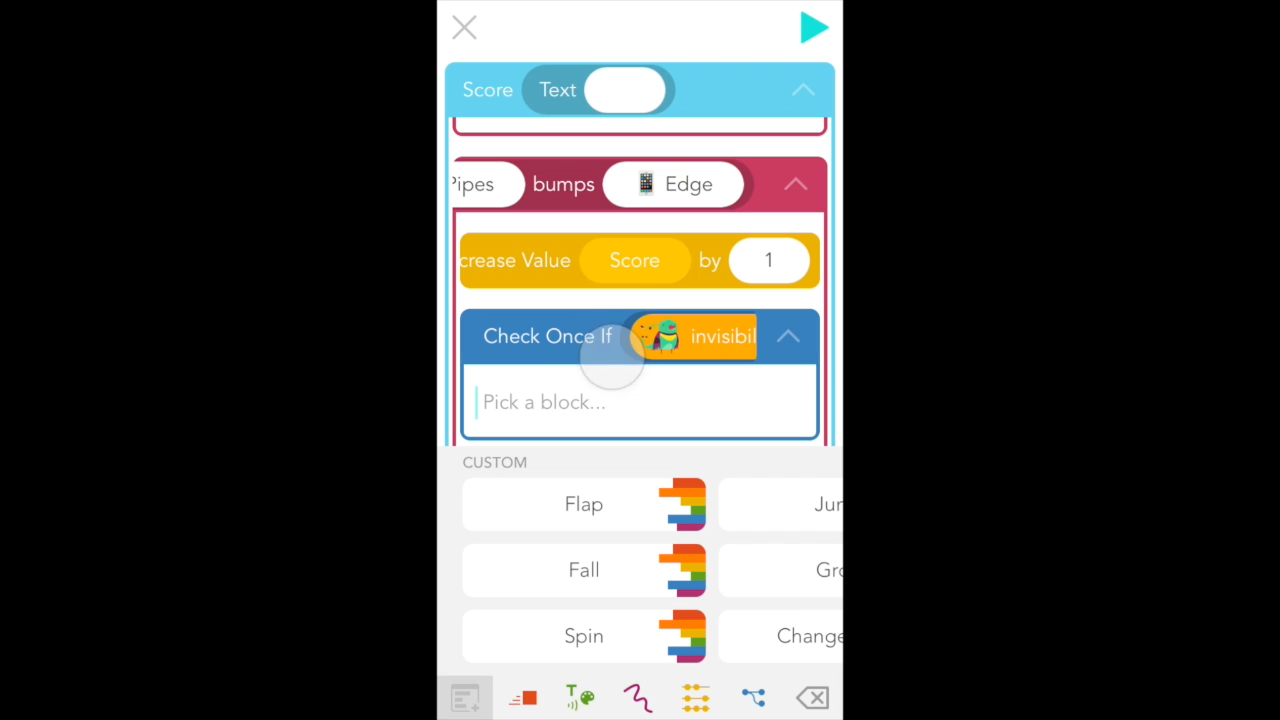 Score Text
Pipes bumps Edge
crease Value Score by 1
Check Once If invisibil
Pick a block...
CUSTOM
Flap Jur
Fall Gro
Spin Change
T